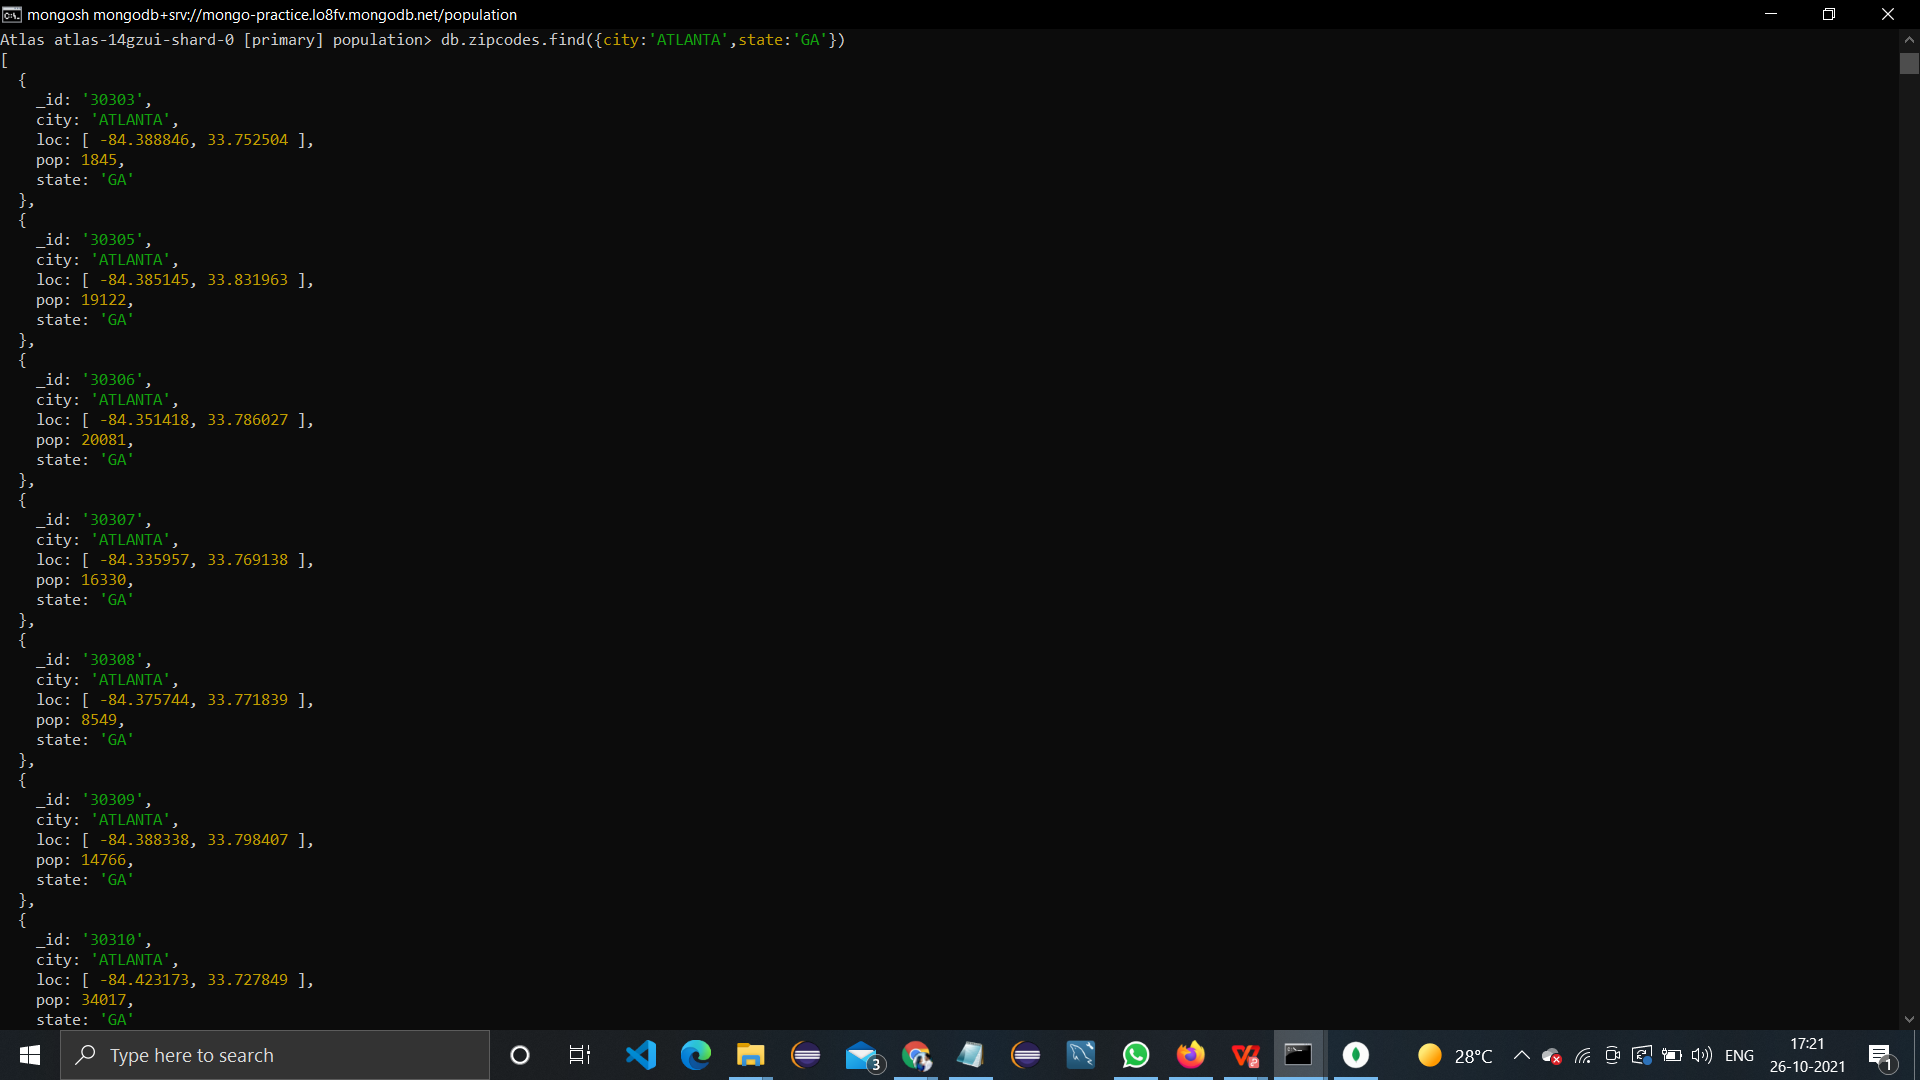 mongosh mongodb+srv://mongo-practice.lo8fv.mongodb.net/population
Atlas atlas-14gzui-shard-0 [primary] population> db.zipcodes.find({city:'ATLANTA',state:'GA'})
[
  {
    _id: '30303',
    city: 'ATLANTA',
    loc: [ -84.388846, 33.752504 ],
    pop: 1845,
    state: 'GA'
  },
  {
    _id: '30305',
    city: 'ATLANTA',
    loc: [ -84.385145, 33.831963 ],
    pop: 19122,
    state: 'GA'
  },
  {
    _id: '30306',
    city: 'ATLANTA',
    loc: [ -84.351418, 33.786027 ],
    pop: 20081,
    state: 'GA'
  },
  {
    _id: '30307',
    city: 'ATLANTA',
    loc: [ -84.335957, 33.769138 ],
    pop: 16330,
    state: 'GA'
  },
  {
    _id: '30308',
    city: 'ATLANTA',
    loc: [ -84.375744, 33.771839 ],
    pop: 8549,
    state: 'GA'
  },
  {
    _id: '30309',
    city: 'ATLANTA',
    loc: [ -84.388338, 33.798407 ],
    pop: 14766,
    state: 'GA'
  },
  {
    _id: '30310',
    city: 'ATLANTA',
    loc: [ -84.423173, 33.727849 ],
    pop: 34017,
    state: 'GA'
Type here to search
3
28°C
ENG
17:21
26-10-2021
1